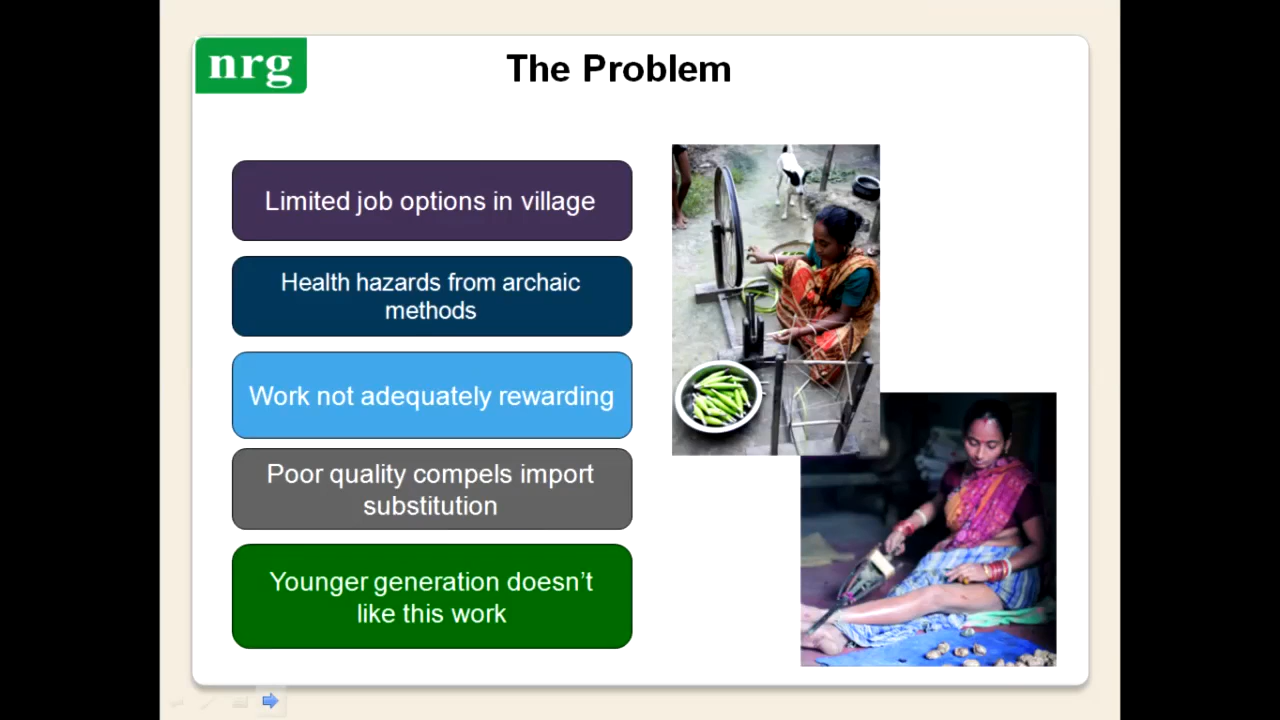 nrg
The Problem
Limited job options in village
Health hazards from archaic
methods
Work not adequately rewarding
Poor quality compels import
substitution
Younger generation doesn’t
like this work